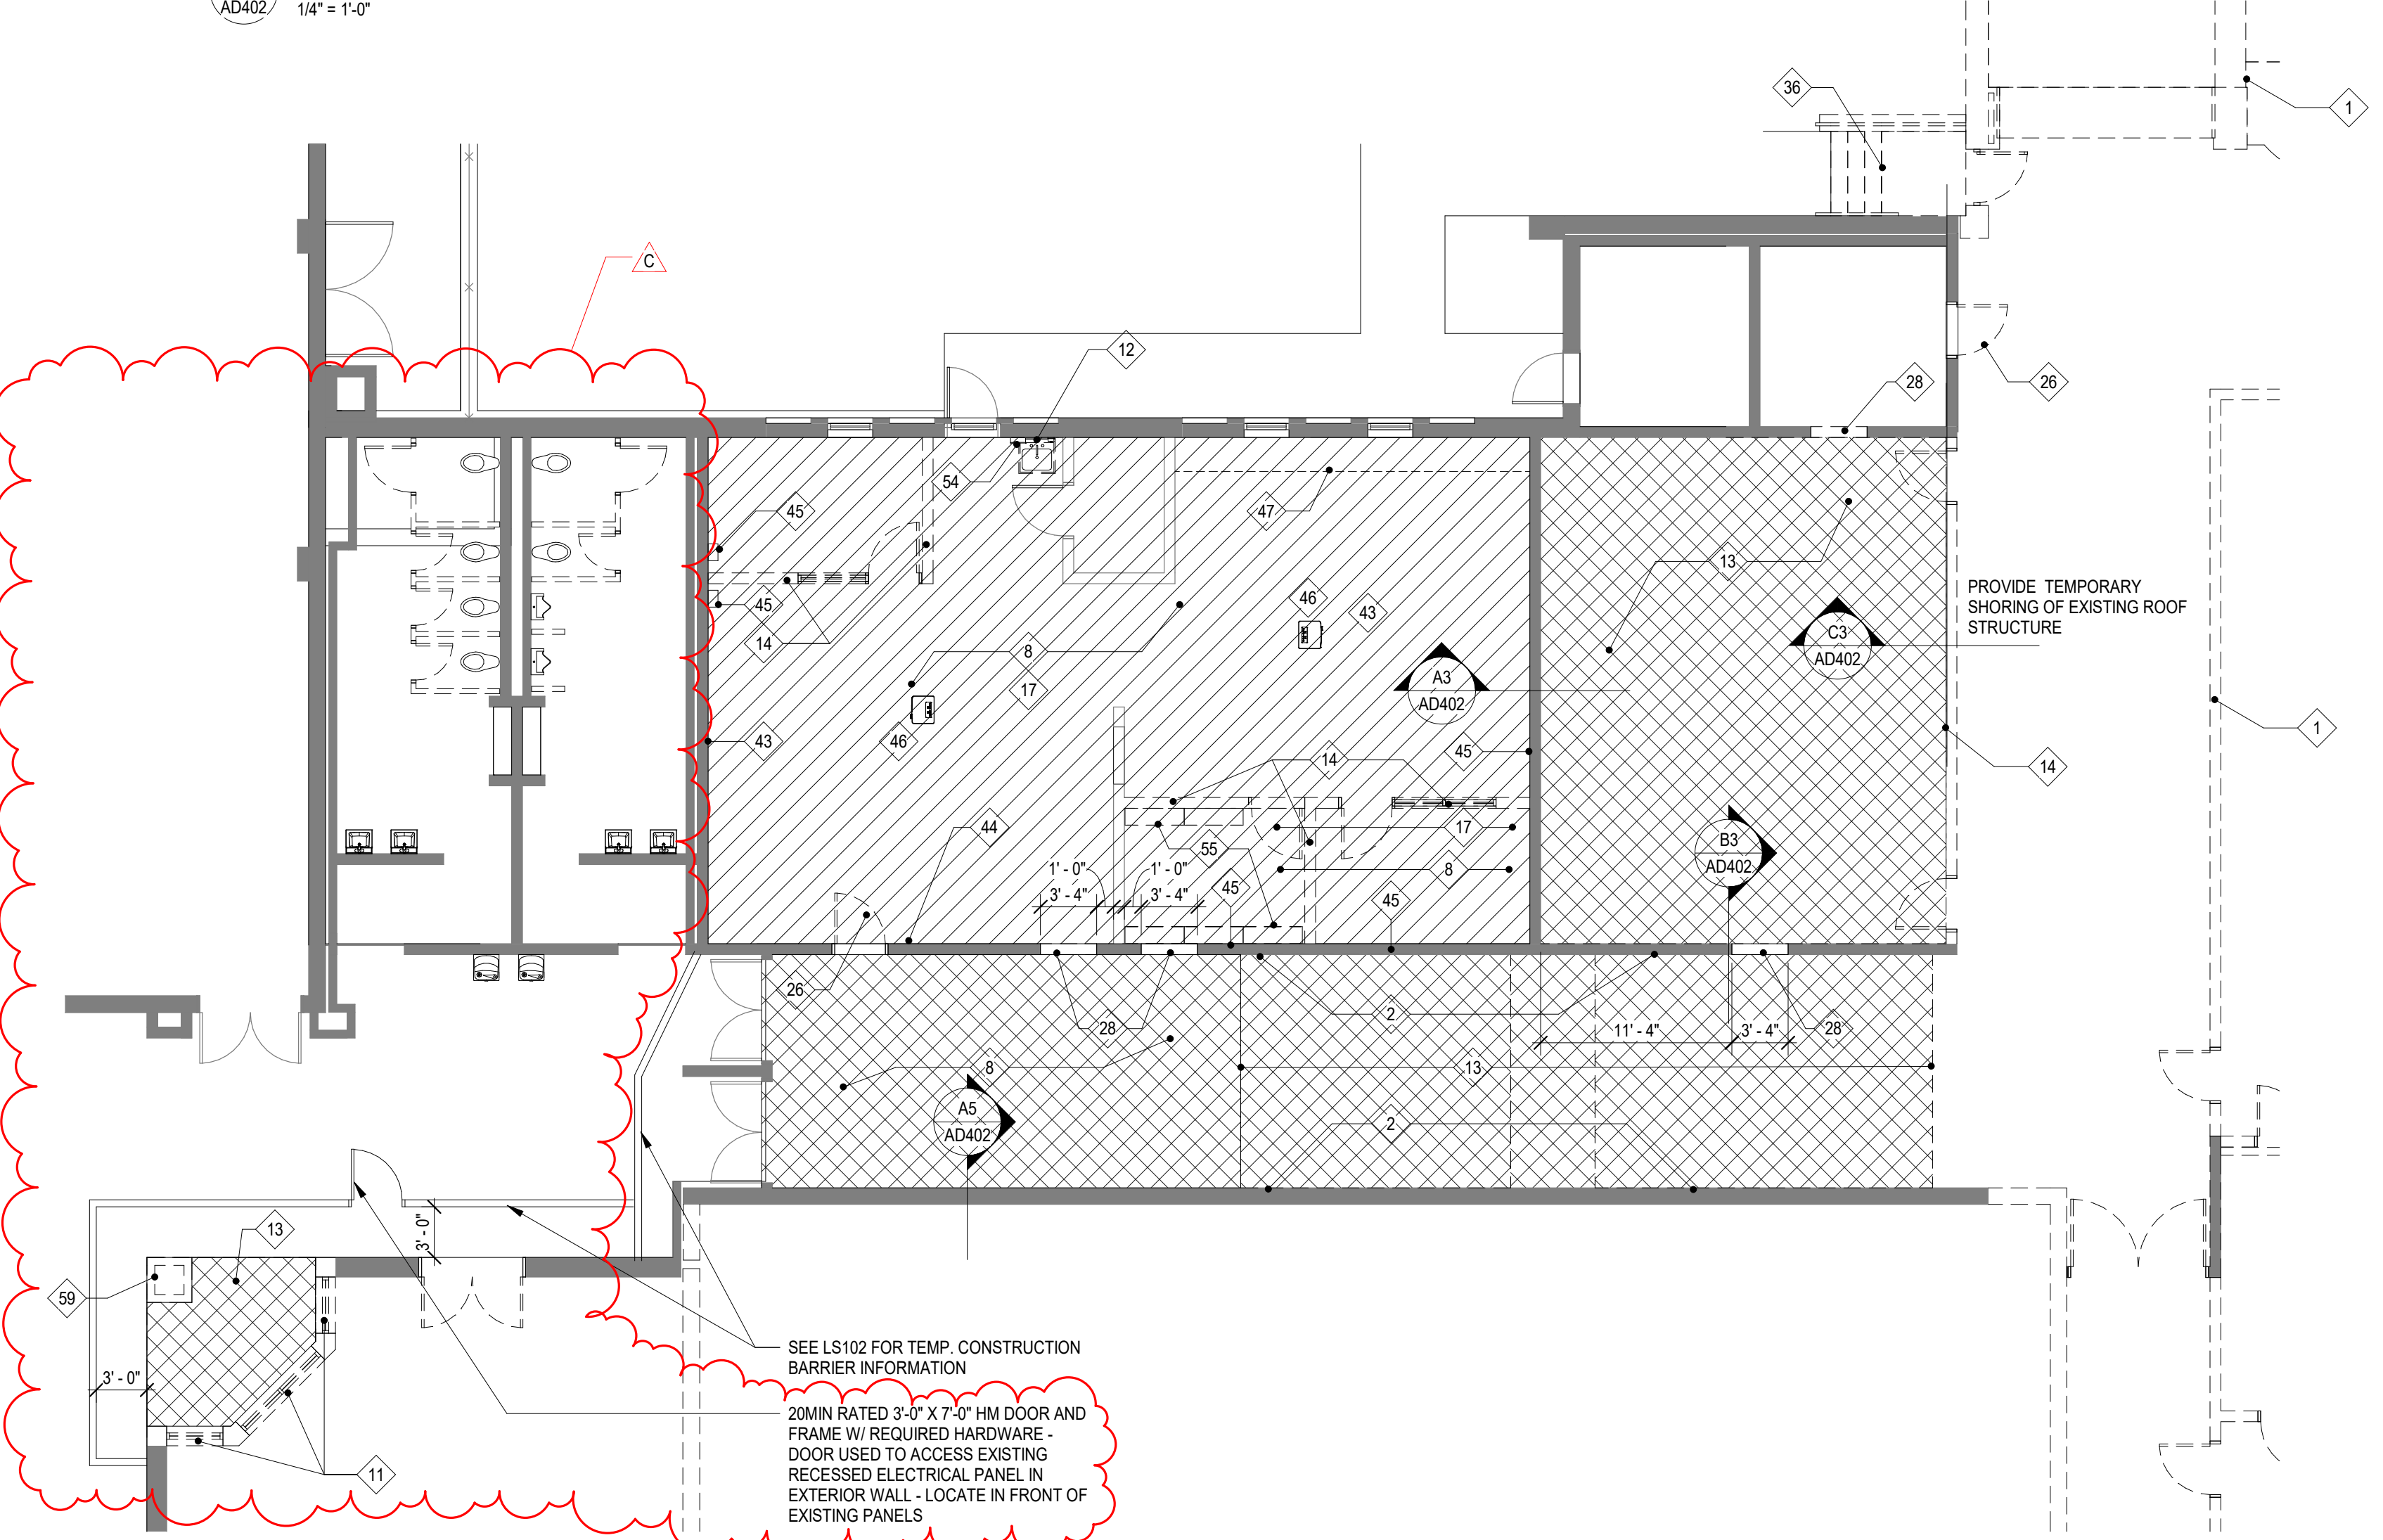 AD402
1/4" = 1'-0"
36
1
C
12
28
26
54
45
47
13
45
46
43
14
8
17
C3
AD402
PROVIDE TEMPORARY
SHORING OF EXISTING ROOF
STRUCTURE
A3
AD402
43
46
45
14
14
1
44
17
55
B3
AD402
1' - 0"
1' - 0"
8
3' - 4"
3' - 4"
45
45
26
28
2
11' - 4"
3' - 4"
28
8
13
A5
AD402
2
13
3' - 0"
59
SEE LS102 FOR TEMP. CONSTRUCTION
BARRIER INFORMATION
3' - 0"
20MIN RATED 3'-0" X 7'-0" HM DOOR AND
FRAME W/ REQUIRED HARDWARE -
DOOR USED TO ACCESS EXISTING
RECESSED ELECTRICAL PANEL IN
EXTERIOR WALL - LOCATE IN FRONT OF
EXISTING PANELS
11